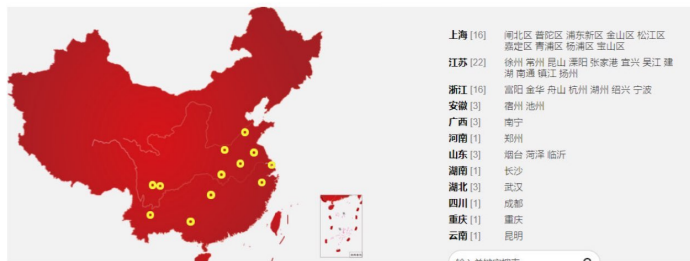 上海 [16] 闸北区 普陀区 浦东新区 金山区 松江区
嘉定区 青浦区 杨浦区 宝山区
江苏 [22] 徐州 常州 昆山 溧阳 张家港 宜兴 吴江 建
湖 南通 镇江 扬州
浙江 [16] 富阳 金华 舟山 杭州 湖州 绍兴 宁波
安徽 [3] 宿州 池州
广西 [3] 南宁
河南 [1] 郑州
山东 [3] 烟台 菏泽 临沂
湖南 [1] 长沙
湖北 [3] 武汉
四川 [1] 成都
重庆 [1] 重庆
云南 [1] 昆明